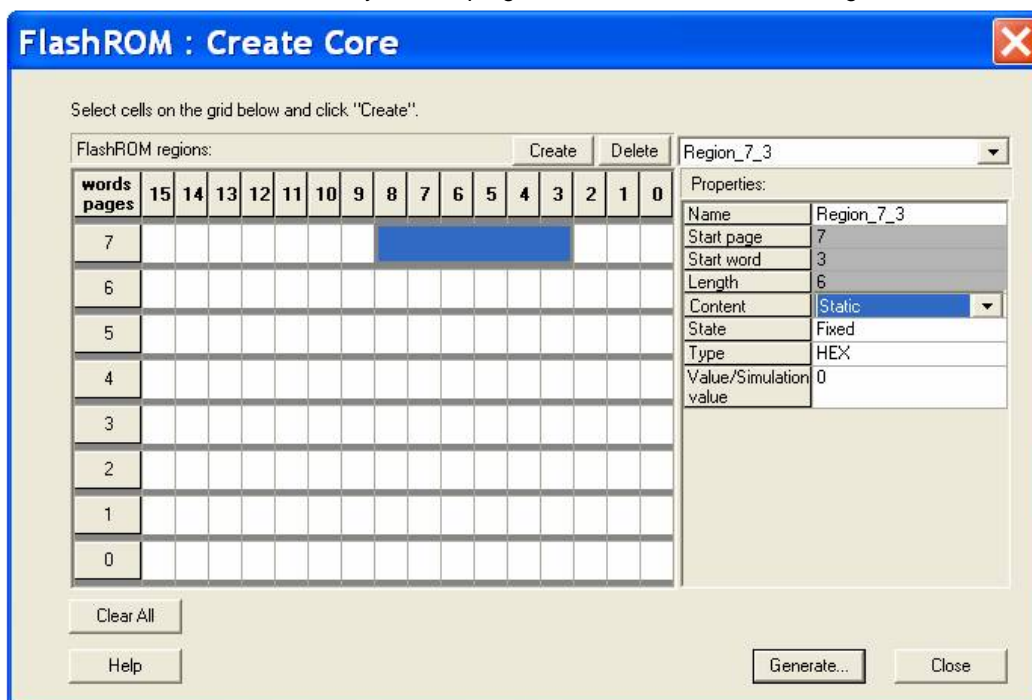 FlashROM : Create Core
Select cells on the grid below and click "Create".
FlashROM regions:
Create
Delete
Region_7_3
words
pages
15 14 13 12 11 10 9 8 7 6 5 4 3 2 1 0
7
6
5
4
3
2
1
0
Properties:
Name Region_7_3
Start page 7
Start word 3
Length 6
Content Static
State Fixed
Type HEX
Value/Simulation 0
value
Clear All
Help
Generate...
Close